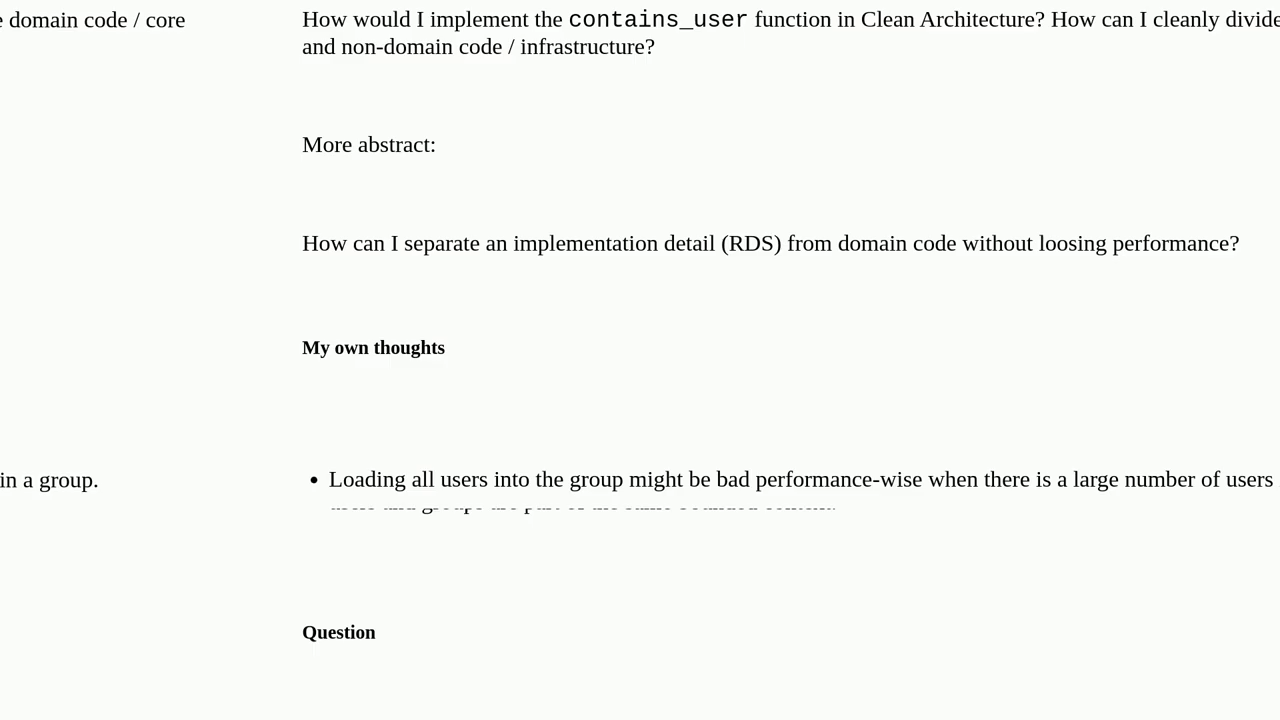 e domain code / core
How would I implement the contains_user function in Clean Architecture? How can I cleanly divide
and non-domain code / infrastructure?
More abstract:
How can I separate an implementation detail (RDS) from domain code without loosing performance?
My own thoughts
in a group.
• Loading all users into the group might be bad performance-wise when there is a large number of users
Question